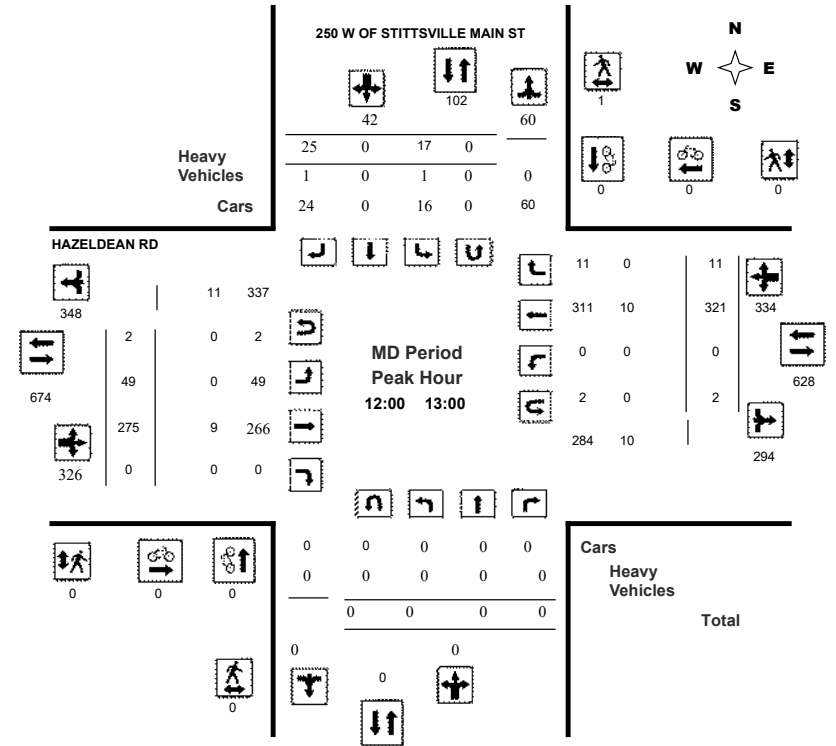 250 W OF STITTSVILLE MAIN ST
N
W E
S
102
42 60
1
25 0 17 0
Heavy
Vehicles
1 0 1 0 0
Cars
24 0 16 0 60
0 0 0
HAZELDEAN RD
348
11 337
674
2 0 2
49 0 49
275 9 266
326
0 0 0
MD Period
Peak Hour
12:00 13:00
11 0 11
311 10 321 334
0 0 0
628
2 0 2
284 10
294
0 0 0
0
0 0 0 0 0
Cars
0 0 0 0 0
Heavy
Vehicles
0 0 0 0
Total
0 0
0